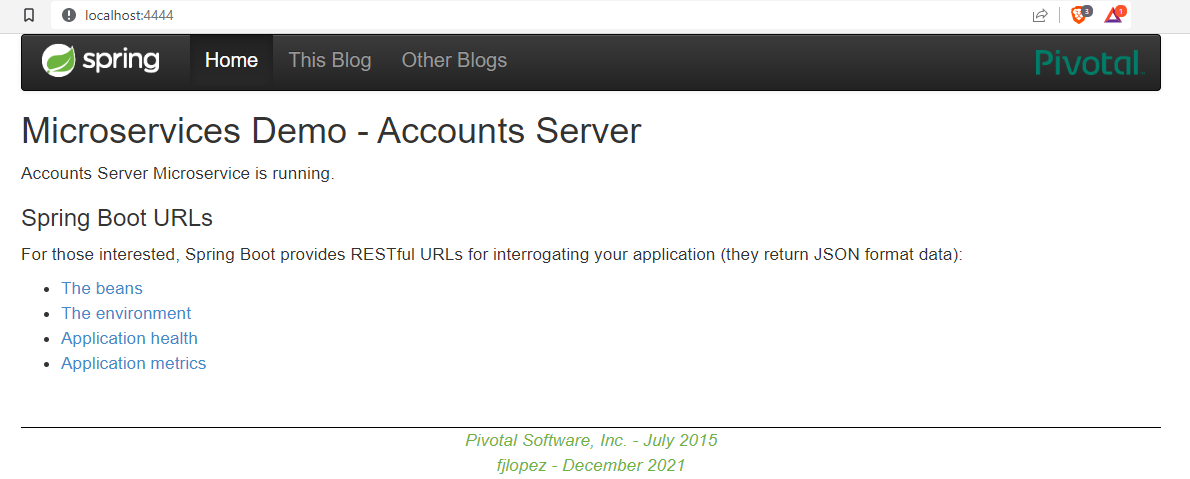 localhost:4444
3
1
spring Home This Blog Other Blogs Pivotal
Microservices Demo - Accounts Server
Accounts Server Microservice is running.
Spring Boot URLs
For those interested, Spring Boot provides RESTful URLs for interrogating your application (they return JSON format data):
The beans
The environment
Application health
Application metrics
Pivotal Software, Inc. - July 2015
fjlopez - December 2021